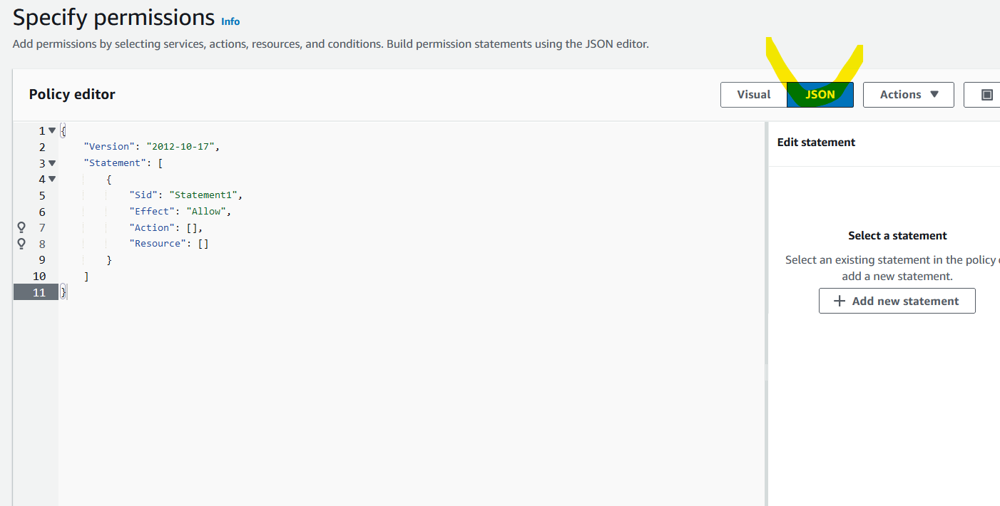 Specify permissions Info
Add permissions by selecting services, actions, resources, and conditions. Build permission statements using the JSON editor.
Policy editor
Visual JSON Actions
1 {
2 "Version": "2012-10-17",
3 "Statement": [
4 {
5 "Sid": "Statement1",
6 "Effect": "Allow",
7 "Action": [],
8 "Resource": []
9 }
10 ]
11 }
Edit statement
Select a statement
Select an existing statement in the policy
add a new statement.
+ Add new statement